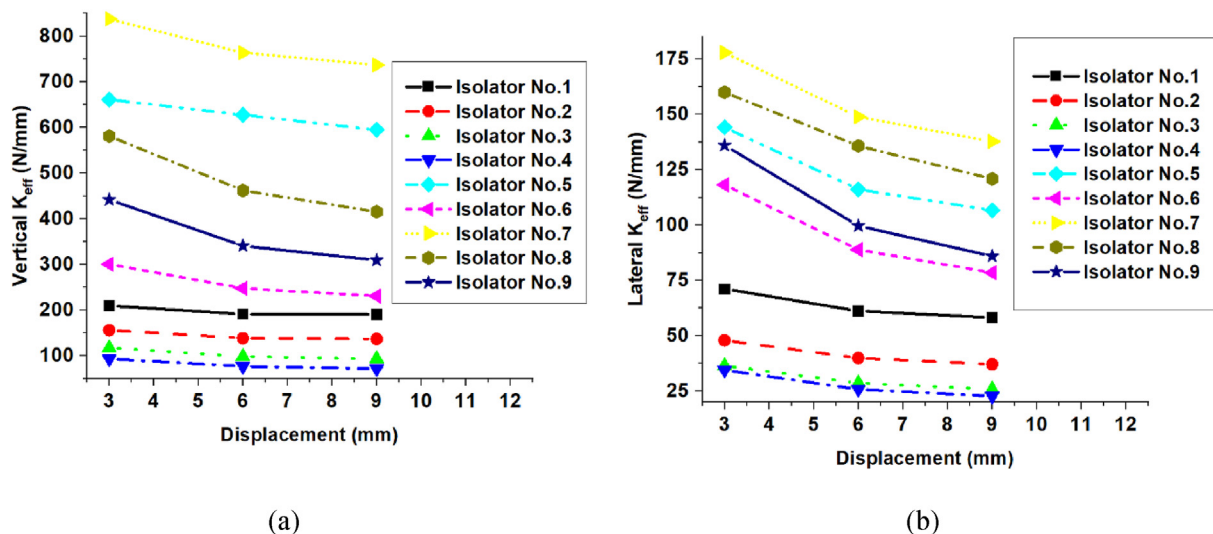 800
700
600
500
400
300
200
100
3 4 5 6 7 8 9 10 11 12
Vertical Keff (N/mm)
Displacement (mm)
Isolator No.1
Isolator No.2
Isolator No.3
Isolator No.4
Isolator No.5
Isolator No.6
Isolator No.7
Isolator No.8
Isolator No.9
(a)
175
150
125
100
75
50
25
3 4 5 6 7 8 9 10 11 12
Lateral Keff (N/mm)
Displacement (mm)
Isolator No.1
Isolator No.2
Isolator No.3
Isolator No.4
Isolator No.5
Isolator No.6
Isolator No.7
Isolator No.8
Isolator No.9
(b)